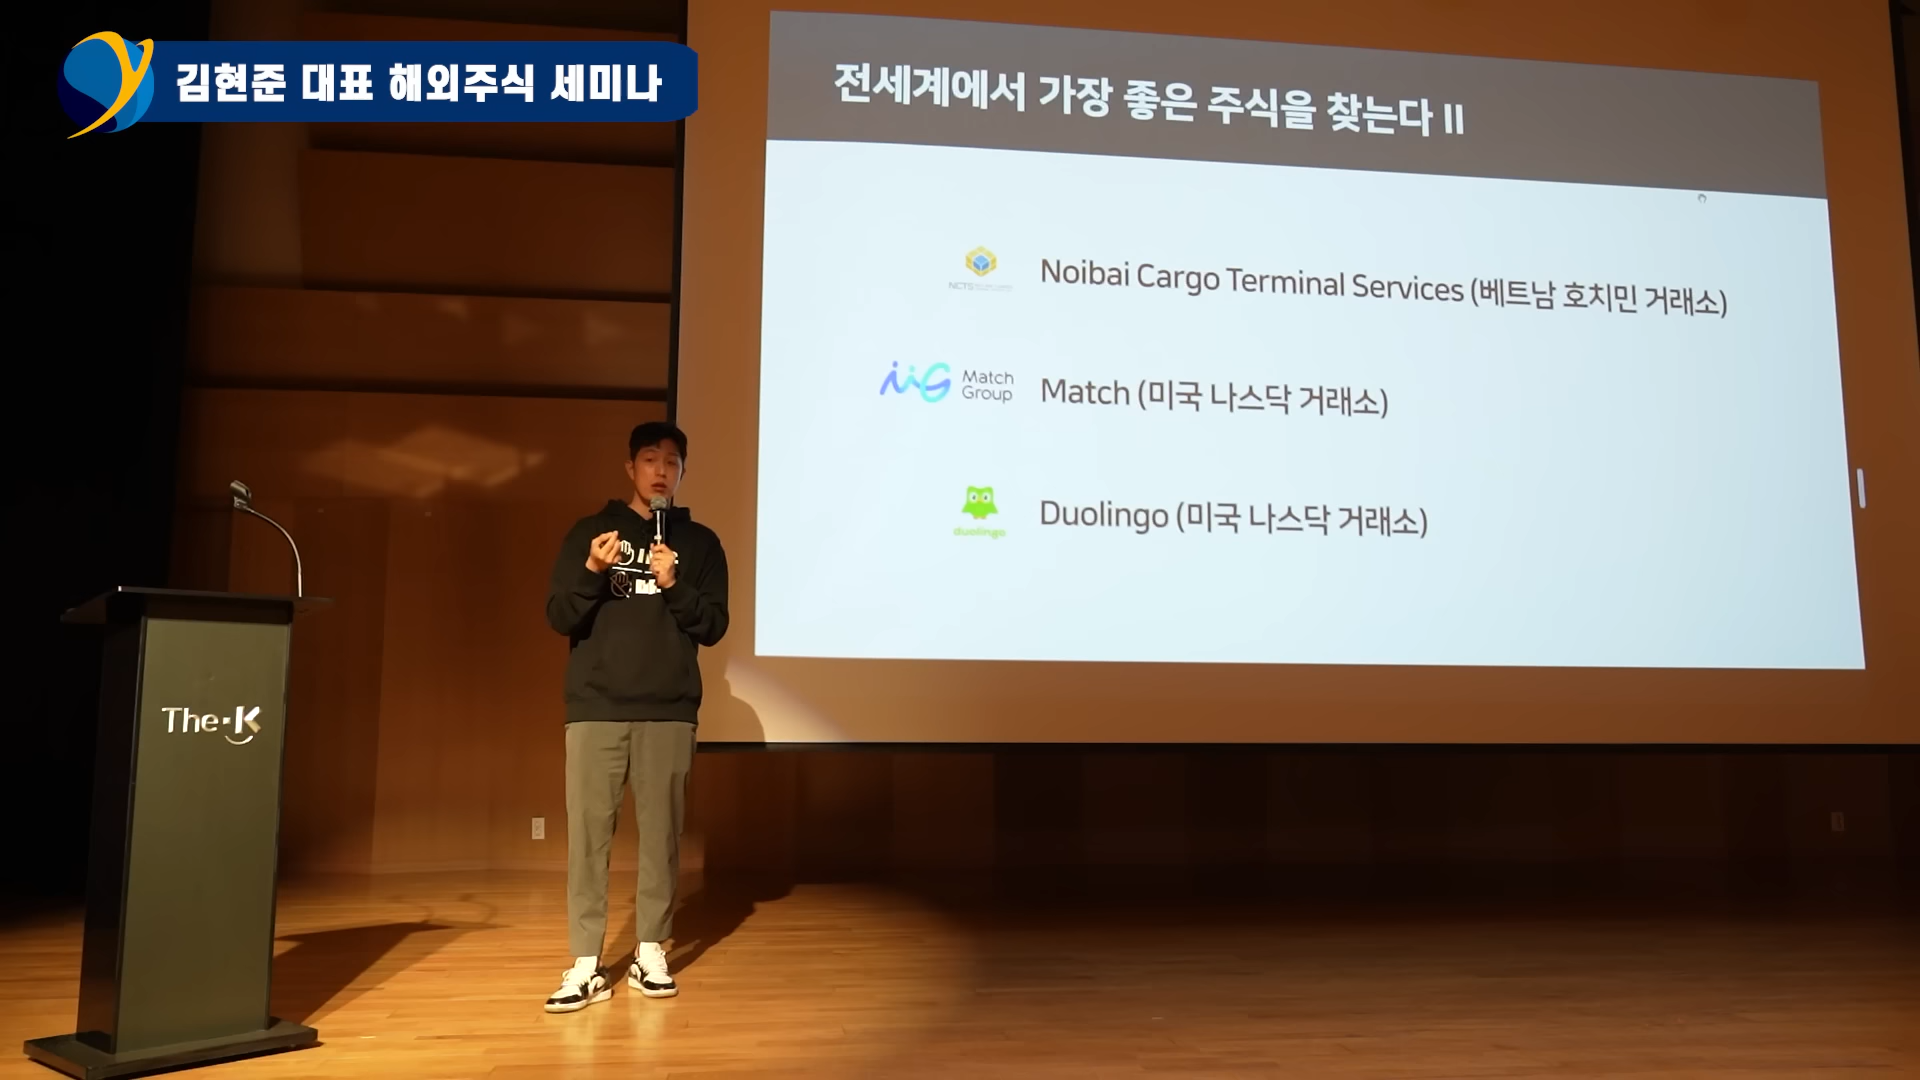 김현준 대표 해외주식 세미나
전세계에서 가장 좋은 주식을 찾는다 II
NCTS
Noibai Cargo Terminal Services (베트남 호치민 거래소)
Match
Group
Match (미국 나스닥 거래소)
duolingo
Duolingo (미국 나스닥 거래소)
The·K